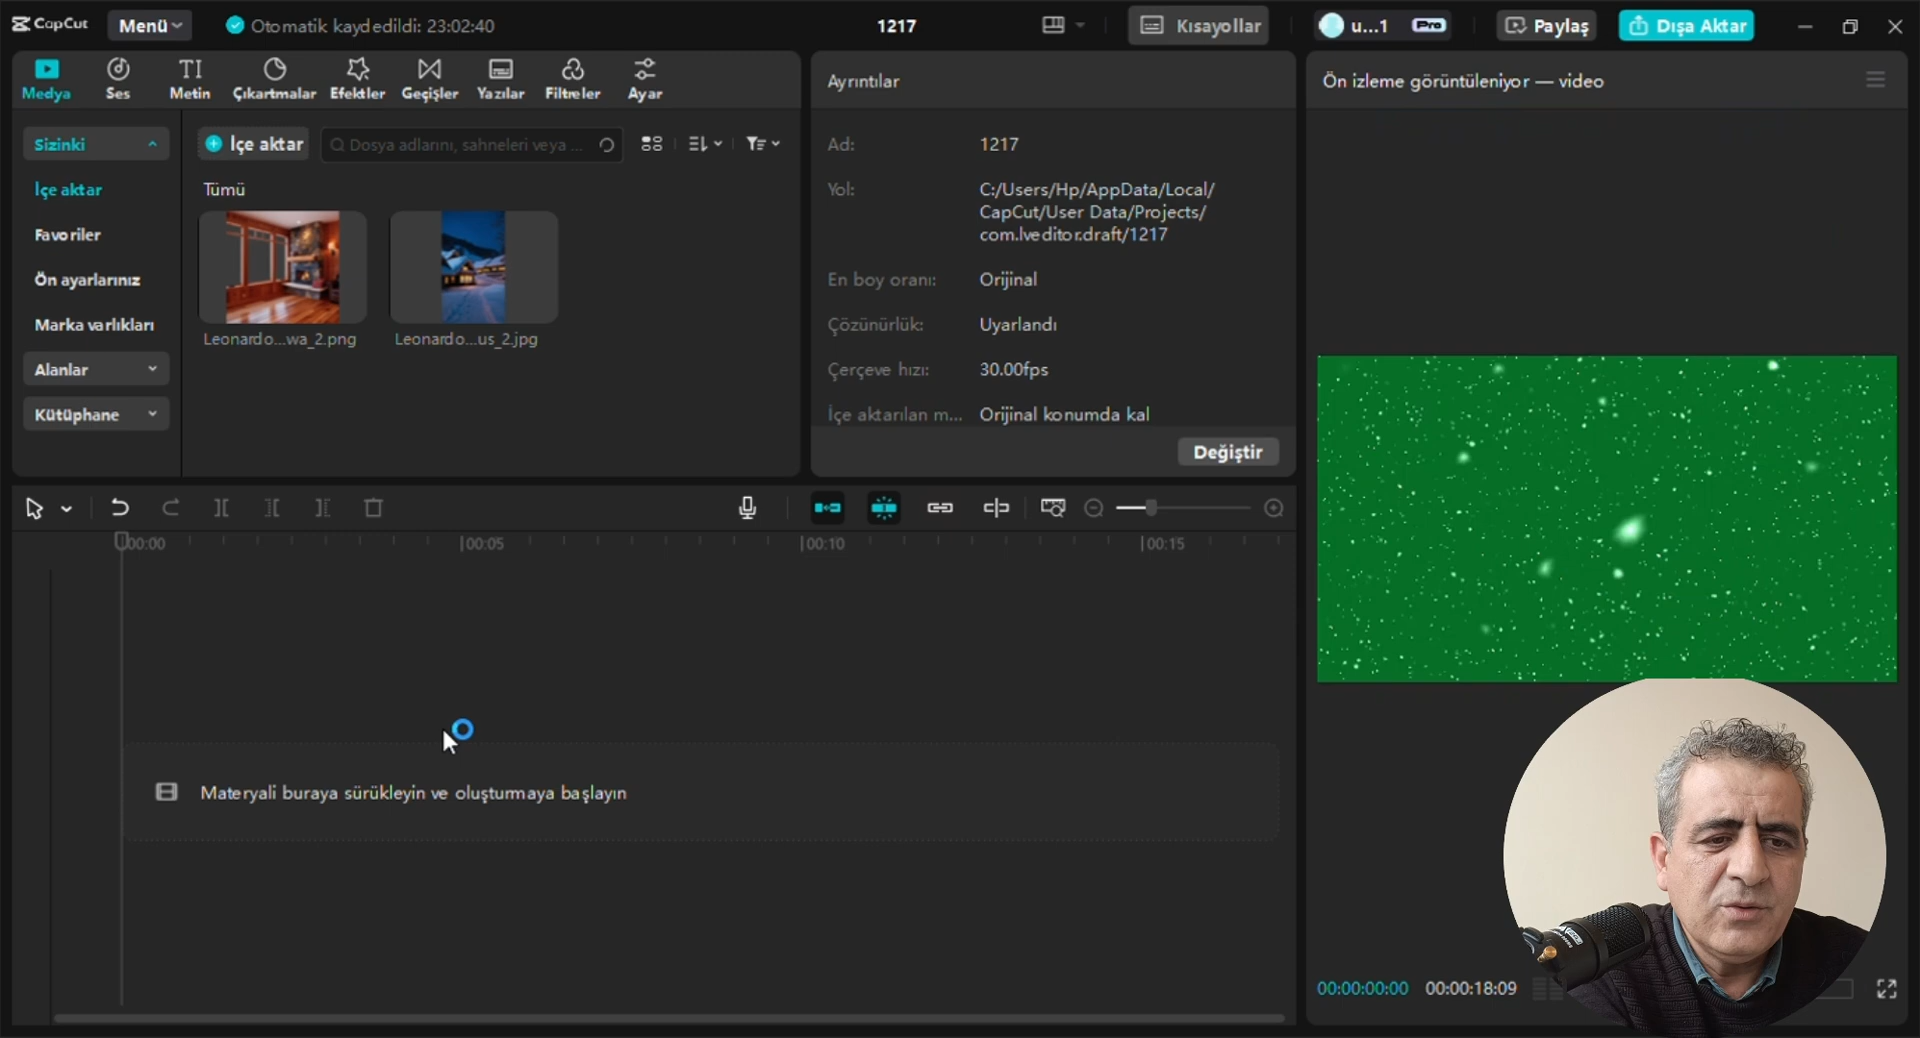 CapCut
Menü
Otomatik kaydedildi: 23:02:40
1217
Kısayollar
u...1
Pro
Paylaş
Dışa Aktar
Medya
Ses
Metin
Çıkartmalar
Efektler
Geçişler
Yazılar
Filtreler
Ayar
Sizinki
İçe aktar
Favoriler
Ön ayarlarınız
Marka varlıkları
Alanlar
Kütüphane
İçe aktar
Dosya adlarını, sahneleri veya ...
Tümü
Leonardo...wa_2.png
Leonardo...us_2.jpg
Ayrıntılar
Ad: 1217
Yol: C:/Users/Hp/AppData/Local/
CapCut/User Data/Projects/
com.lveditor.draft/1217
En boy oranı: Orijinal
Çözünürlük: Uyarlandı
Çerçeve hızı: 30.00fps
İçe aktarılan m... Orijinal konumda kal
Değiştir
Ön izleme görüntüleniyor — video
00:00
00:05
00:10
00:15
Materyali buraya sürükleyin ve oluşturmaya başlayın
00:00:00:00 00:00:18:09